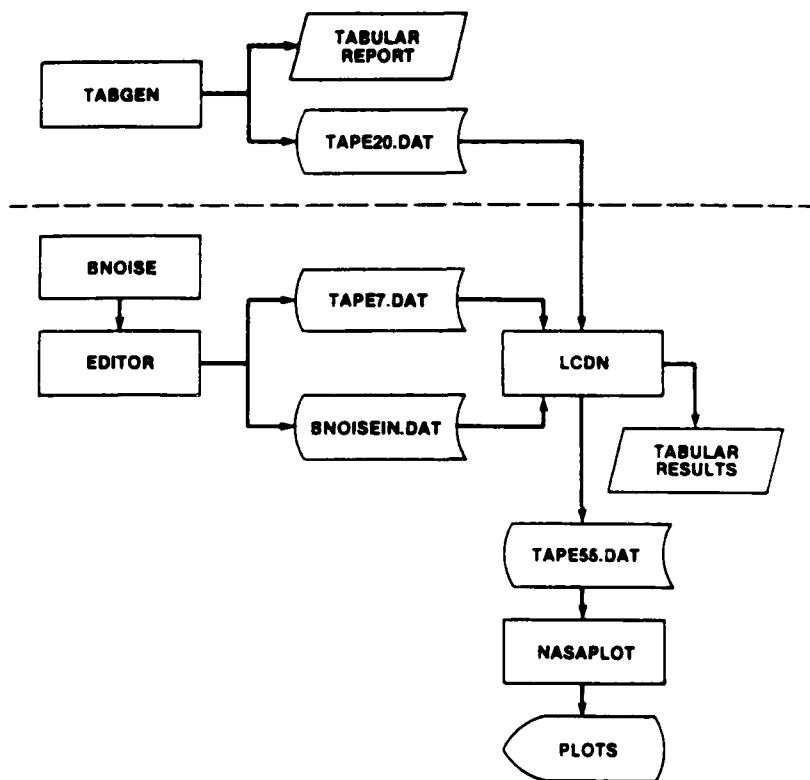 TABULAR
REPORT
TABGEN
TAPE20.DAT
BNOISE
TAPE7.DAT
EDITOR
LCDN
BNOISEIN.DAT
TABULAR
RESULTS
TAPE55.DAT
NASAPLOT
PLOTS